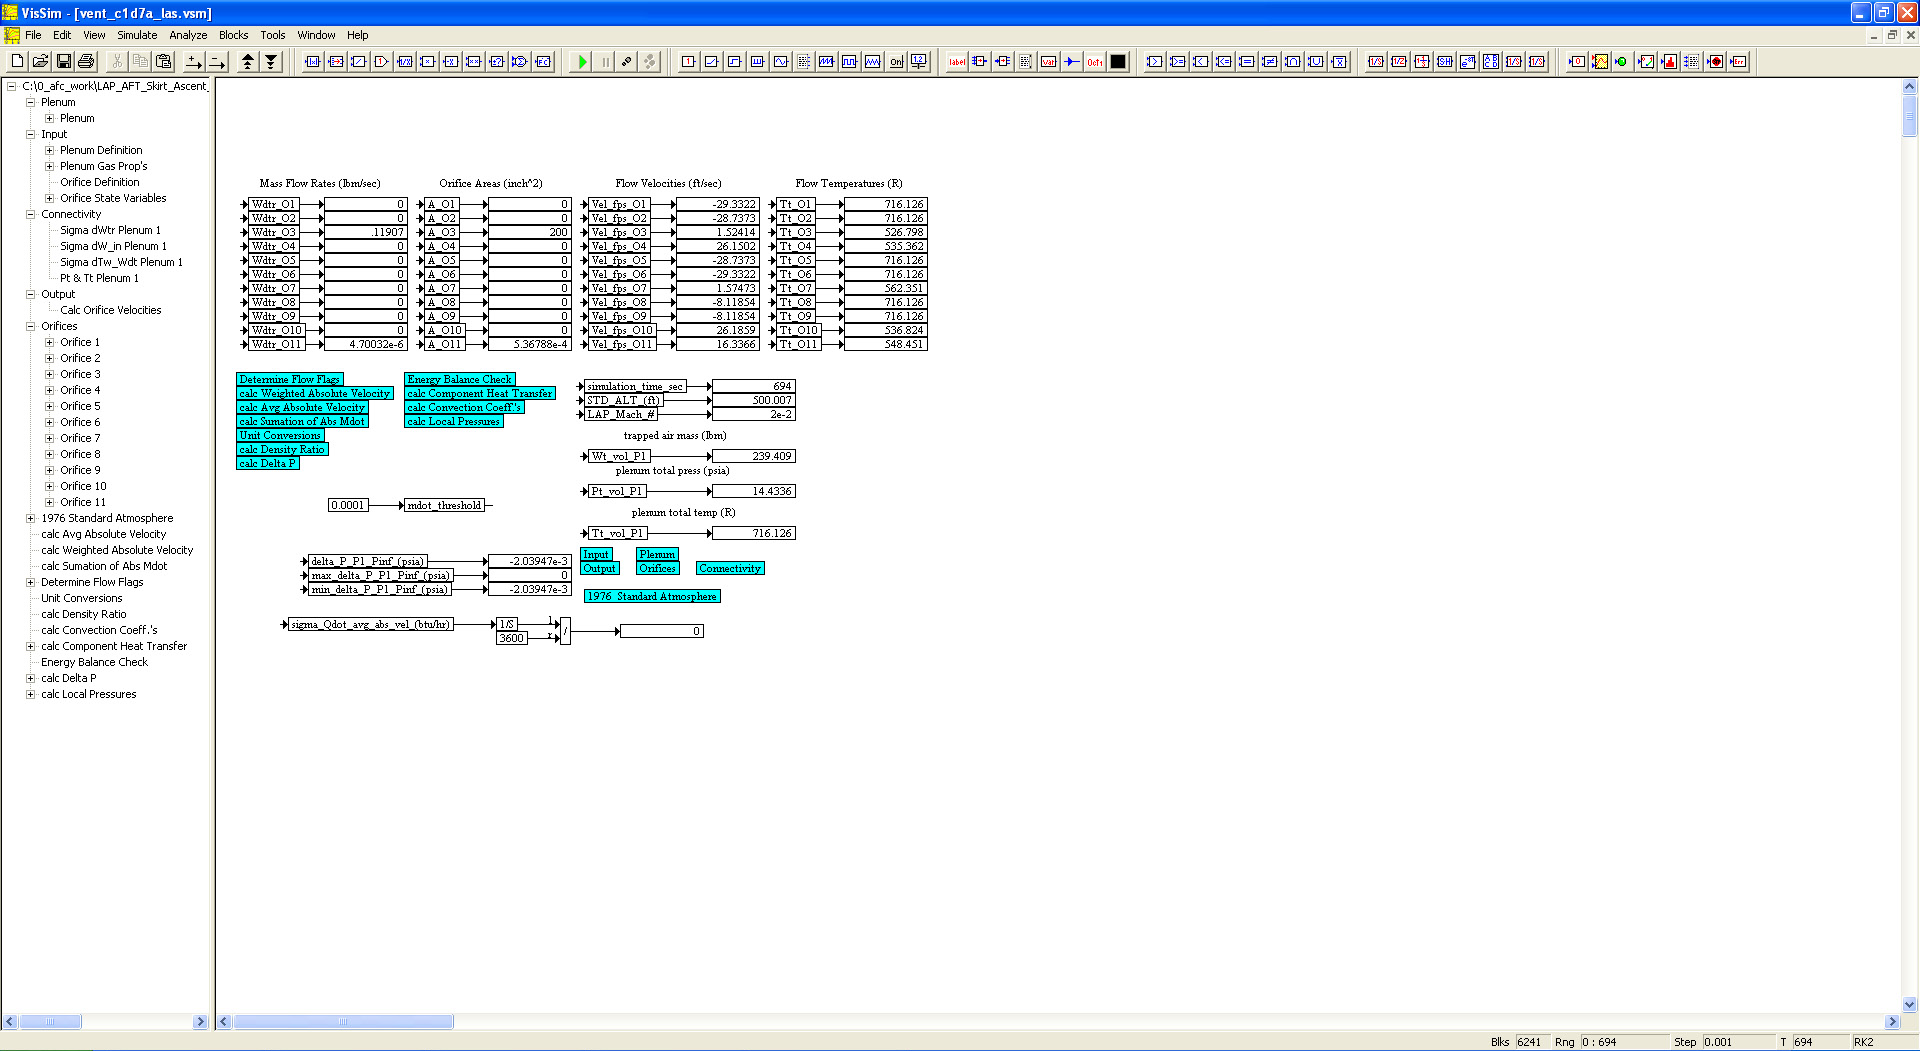 VisSim - [vent_c1d7a_las.vsm]
File Edit View Simulate Analyze Blocks Tools Window Help
C:\0_afc_work\LAP_AFT_Skirt_Ascent_
Plenum
Plenum
Input
Plenum Definition
Plenum Gas Prop's
Orifice Definition
Orifice State Variables
Connectivity
Sigma dWtr Plenum 1
Sigma dW_in Plenum 1
Sigma dTw_Wdt Plenum 1
Pt & Tt Plenum 1
Output
Calc Orifice Velocities
Orifices
Orifice 1
Orifice 2
Orifice 3
Orifice 4
Orifice 5
Orifice 6
Orifice 7
Orifice 8
Orifice 9
Orifice 10
Orifice 11
1976 Standard Atmosphere
calc Avg Absolute Velocity
calc Weighted Absolute Velocity
calc Sumation of Abs Mdot
Determine Flow Flags
Unit Conversions
calc Density Ratio
calc Convection Coeff.'s
calc Component Heat Transfer
Energy Balance Check
calc Delta P
calc Local Pressures
Mass Flow Rates (lbm/sec) Orifice Areas (inch^2) Flow Velocities (ft/sec) Flow Temperatures (R)
Wdtr_O1 0 A_O1 0 Vel_fps_O1 -29.3322 Tt_O1 716.126
Wdtr_O2 0 A_O2 0 Vel_fps_O2 -28.7373 Tt_O2 716.126
Wdtr_O3 .11907 A_O3 200 Vel_fps_O3 1.52414 Tt_O3 526.798
Wdtr_O4 0 A_O4 0 Vel_fps_O4 26.1502 Tt_O4 535.362
Wdtr_O5 0 A_O5 0 Vel_fps_O5 -28.7373 Tt_O5 716.126
Wdtr_O6 0 A_O6 0 Vel_fps_O6 -29.3322 Tt_O6 716.126
Wdtr_O7 0 A_O7 0 Vel_fps_O7 1.57473 Tt_O7 562.351
Wdtr_O8 0 A_O8 0 Vel_fps_O8 -8.11854 Tt_O8 716.126
Wdtr_O9 0 A_O9 0 Vel_fps_O9 -8.11854 Tt_O9 716.126
Wdtr_O10 0 A_O10 0 Vel_fps_O10 26.1859 Tt_O10 536.824
Wdtr_O11 4.70032e-6 A_O11 5.36788e-4 Vel_fps_O11 16.3366 Tt_O11 548.451
Determine Flow Flags
calc Weighted Absolute Velocity
calc Avg Absolute Velocity
calc Sumation of Abs Mdot
Unit Conversions
calc Density Ratio
calc Delta P
Energy Balance Check
calc Component Heat Transfer
calc Convection Coeff.'s
calc Local Pressures
simulation_time_sec 694
STD_ALT_(ft) 500.007
LAP_Mach_# 2e-2
trapped air mass (lbm)
Wt_vol_P1 239.409
plenum total press (psia)
Pt_vol_P1 14.4336
plenum total temp (R)
Tt_vol_P1 716.126
0.0001 mdot_threshold
Input Plenum
Output Orifices Connectivity
1976 Standard Atmosphere
delta_P_P1_Pinf_(psia) -2.03947e-3
max_delta_P_P1_Pinf_(psia) 0
min_delta_P_P1_Pinf_(psia) -2.03947e-3
sigma_Qdot_avg_abs_vel_(btu/hr) 1/S l / 0
3600 r
Blks 6241 Rng 0 : 694 Step 0.001 T 694 RK2